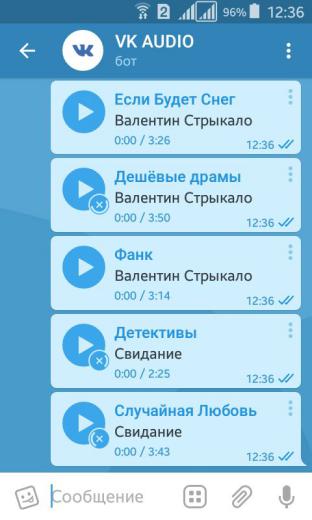 2 96% 12:36
VK AUDIO
бот
Если Будет Снег
Валентин Стрыкало
0:00 / 3:26 12:36
Дешёвые драмы
Валентин Стрыкало
0:00 / 3:50 12:36
Фанк
Валентин Стрыкало
0:00 / 3:14 12:36
Детективы
Свидание
0:00 / 2:25 12:36
Случайная Любовь
Свидание
0:00 / 3:43 12:36
Сообщение